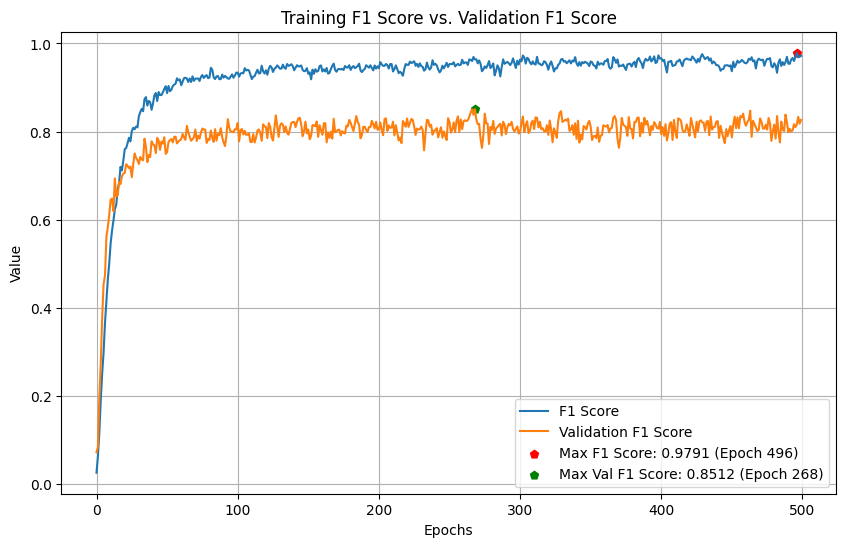 Training F1 Score vs. Validation F1 Score
1.0
0.8
0.6
0.4
0.2
0.0
Value
0
100
200
300
400
500
Epochs
F1 Score
Validation F1 Score
Max F1 Score: 0.9791 (Epoch 496)
Max Val F1 Score: 0.8512 (Epoch 268)